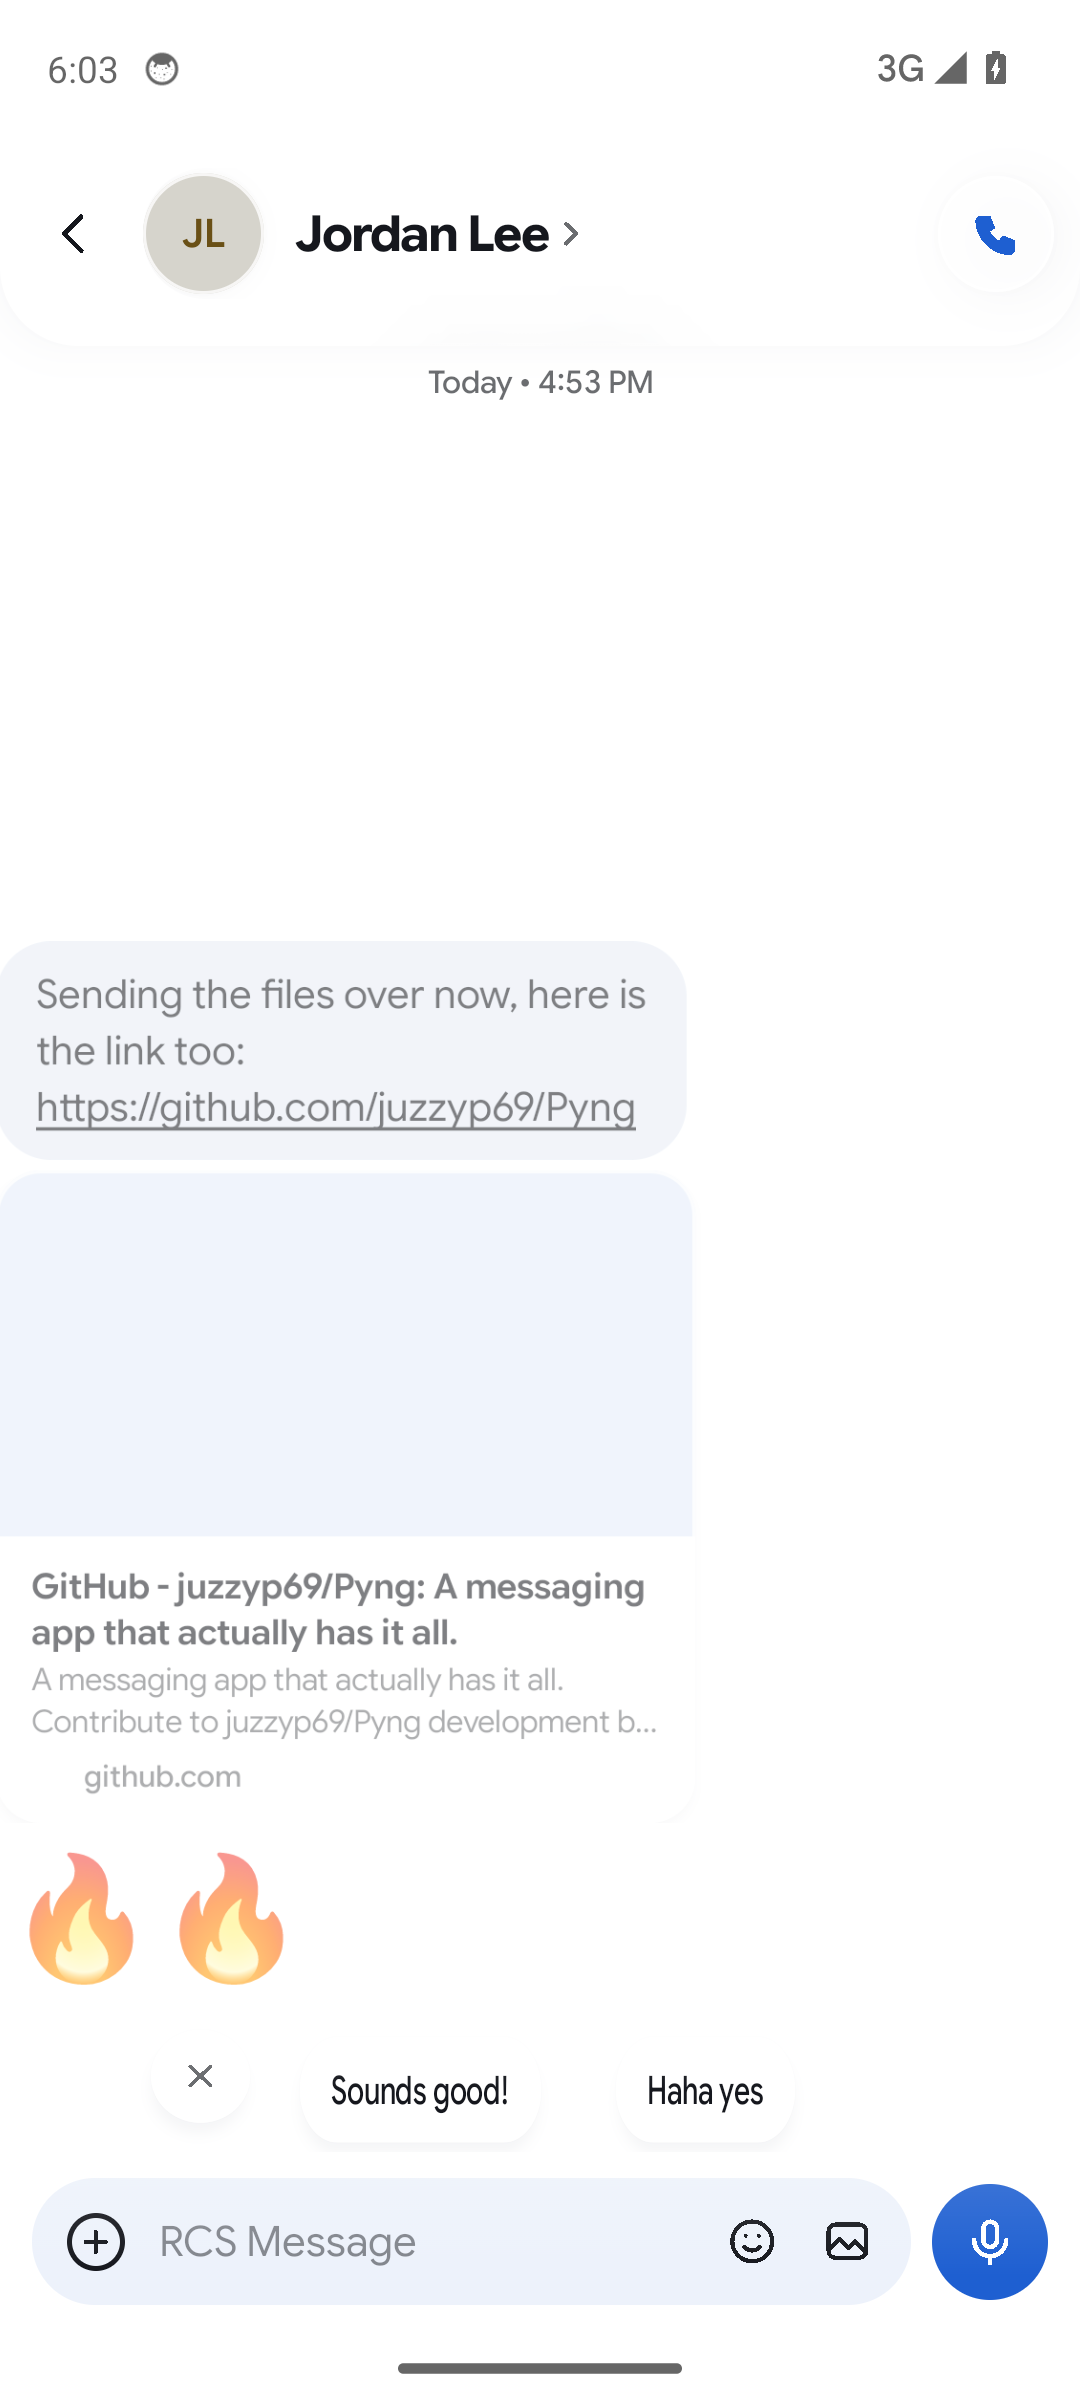 6:03
3G
JL
Jordan Lee
Today • 4:53 PM
Sending the files over now, here is
the link too:
https://github.com/juzzyp69/Pyng
GitHub - juzzyp69/Pyng: A messaging
app that actually has it all.
A messaging app that actually has it all.
Contribute to juzzyp69/Pyng development b...
github.com
Sounds good!
Haha yes
RCS Message